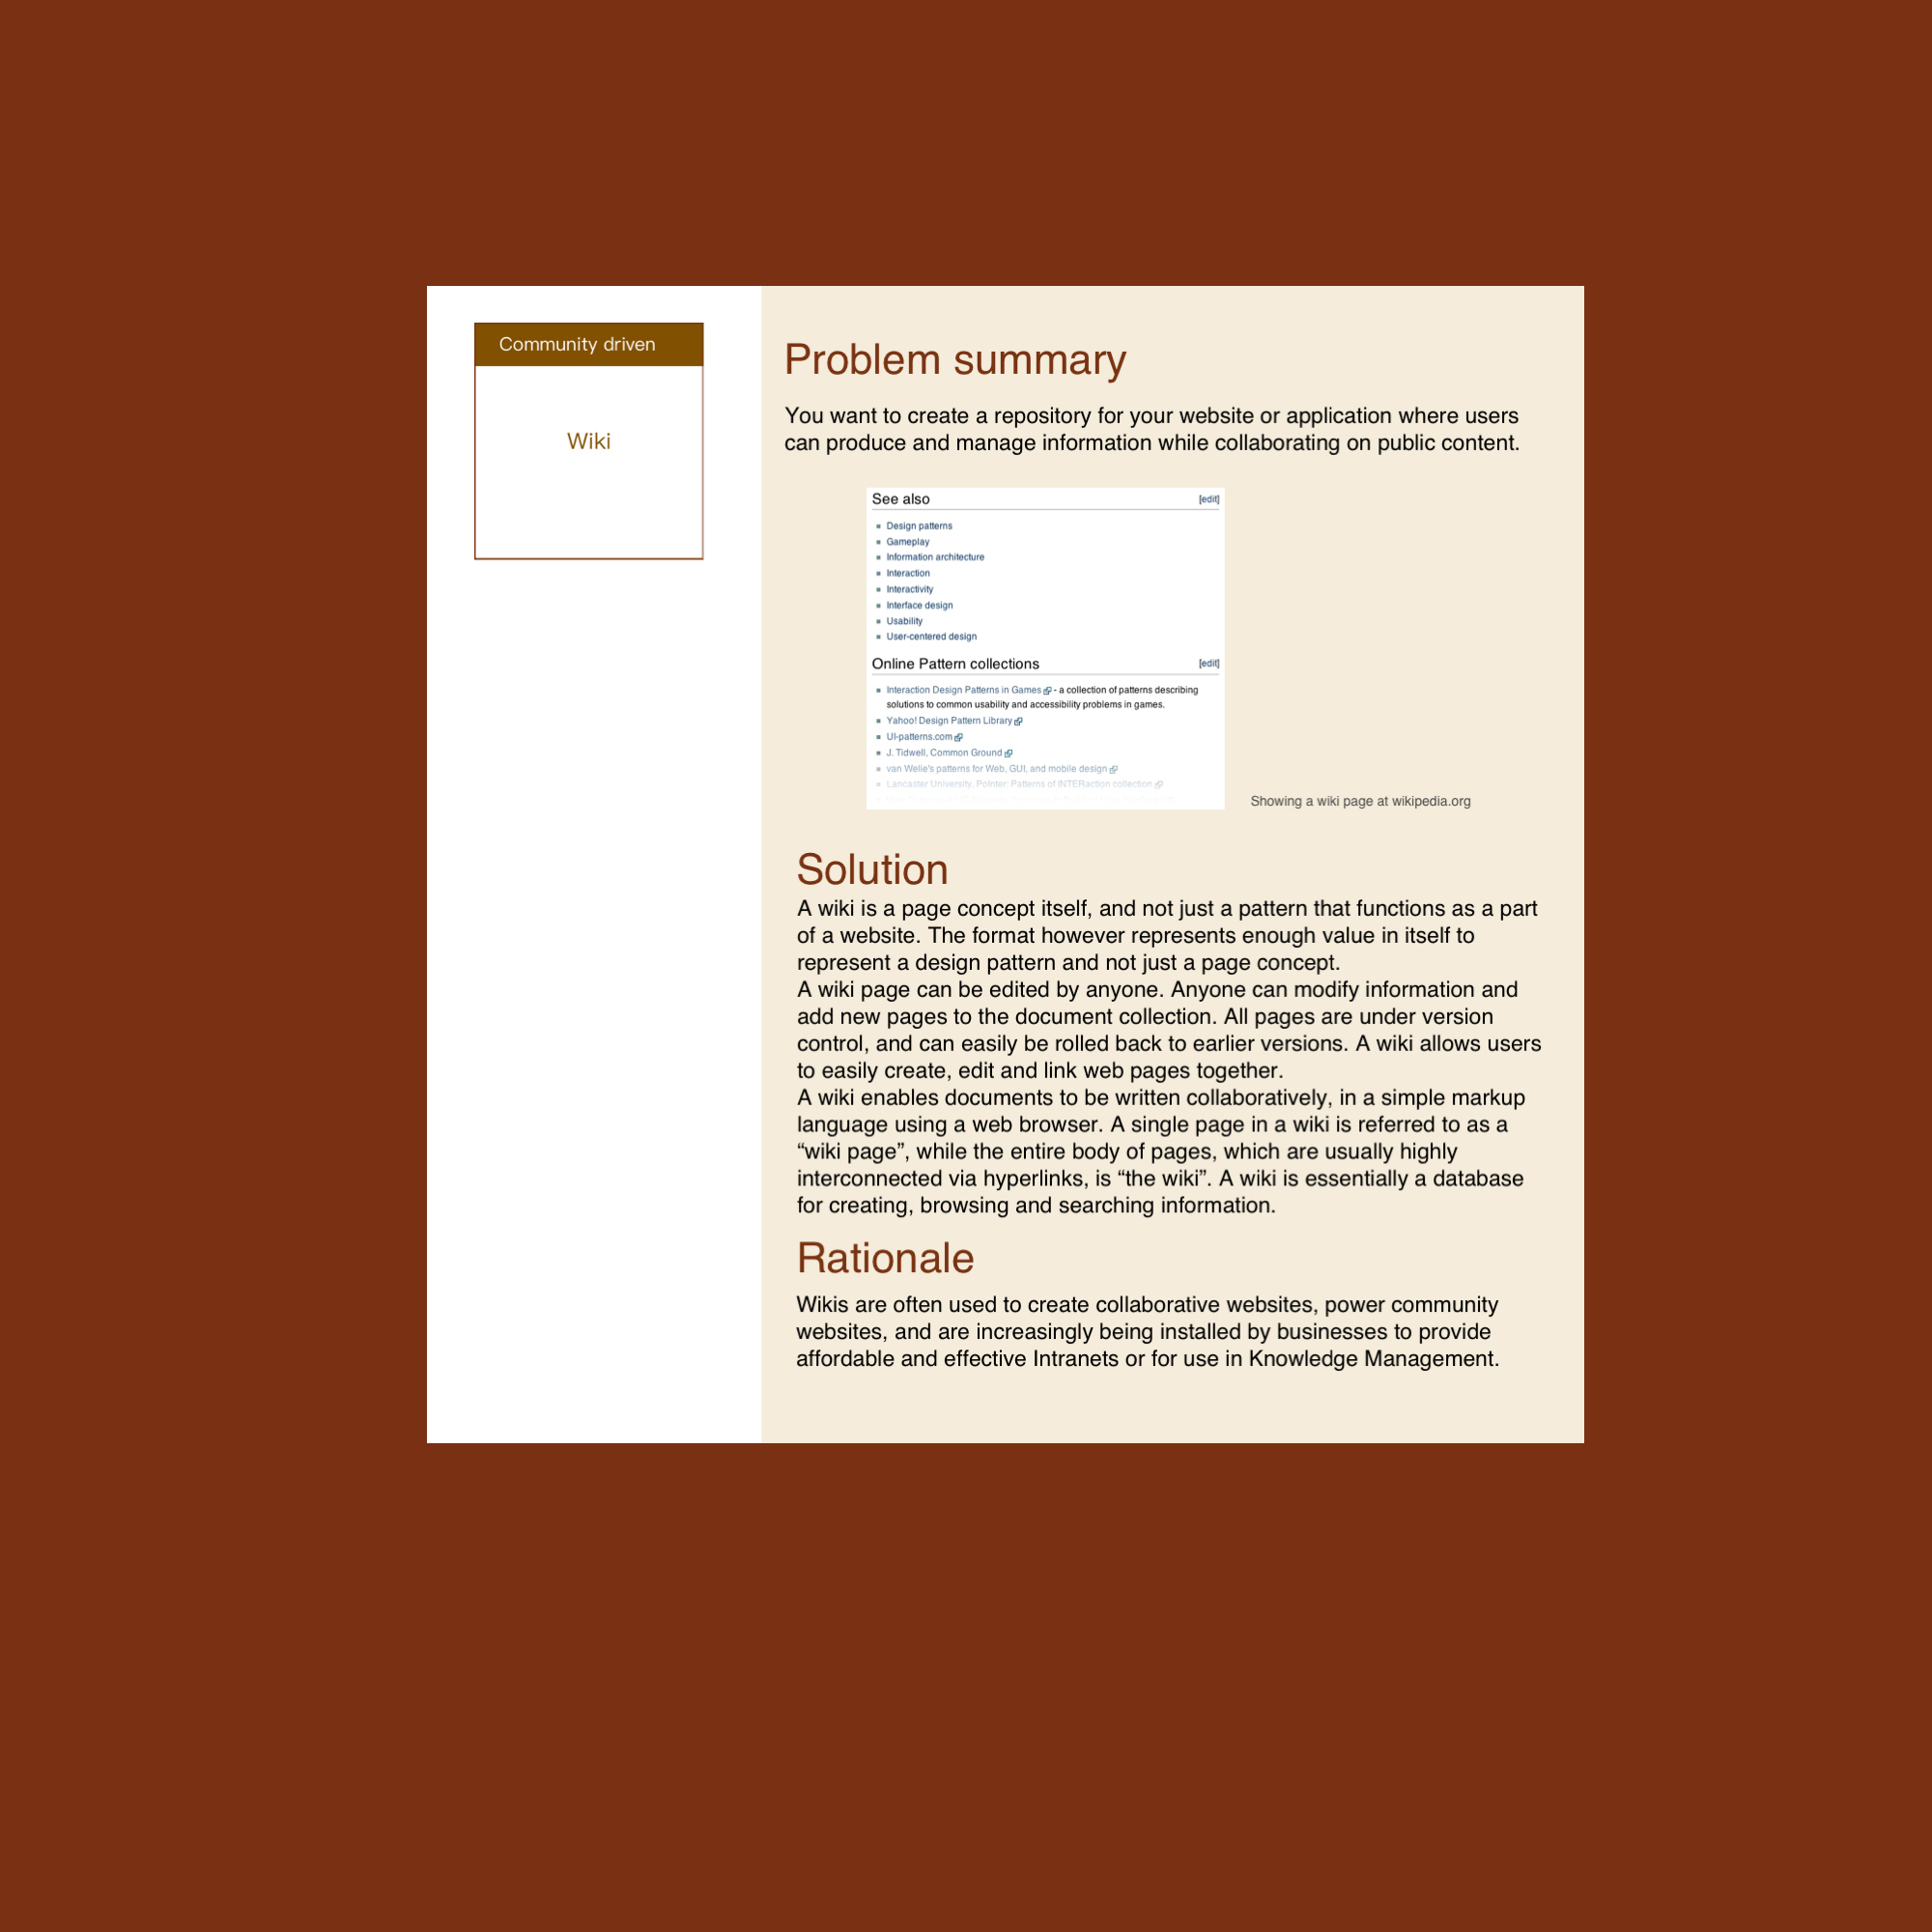 Community driven
Wiki
Problem summary
You want to create a repository for your website or application where users
can produce and manage information while collaborating on public content.
See also [edit]
Design patterns
Gameplay
Information architecture
Interaction
Interactivity
Interface design
Usability
User-centered design
Online Pattern collections [edit]
Interaction Design Patterns in Games - a collection of patterns describing
solutions to common usability and accessibility problems in games.
Yahoo! Design Pattern Library
UI-patterns.com
J. Tidwell, Common Ground
van Welie's patterns for Web, GUI, and mobile design
Lancaster University, Pointer: Patterns of INTERaction collection
Showing a wiki page at wikipedia.org
Solution
A wiki is a page concept itself, and not just a pattern that functions as a part
of a website. The format however represents enough value in itself to
represent a design pattern and not just a page concept.
A wiki page can be edited by anyone. Anyone can modify information and
add new pages to the document collection. All pages are under version
control, and can easily be rolled back to earlier versions. A wiki allows users
to easily create, edit and link web pages together.
A wiki enables documents to be written collaboratively, in a simple markup
language using a web browser. A single page in a wiki is referred to as a
“wiki page”, while the entire body of pages, which are usually highly
interconnected via hyperlinks, is “the wiki”. A wiki is essentially a database
for creating, browsing and searching information.
Rationale
Wikis are often used to create collaborative websites, power community
websites, and are increasingly being installed by businesses to provide
affordable and effective Intranets or for use in Knowledge Management.